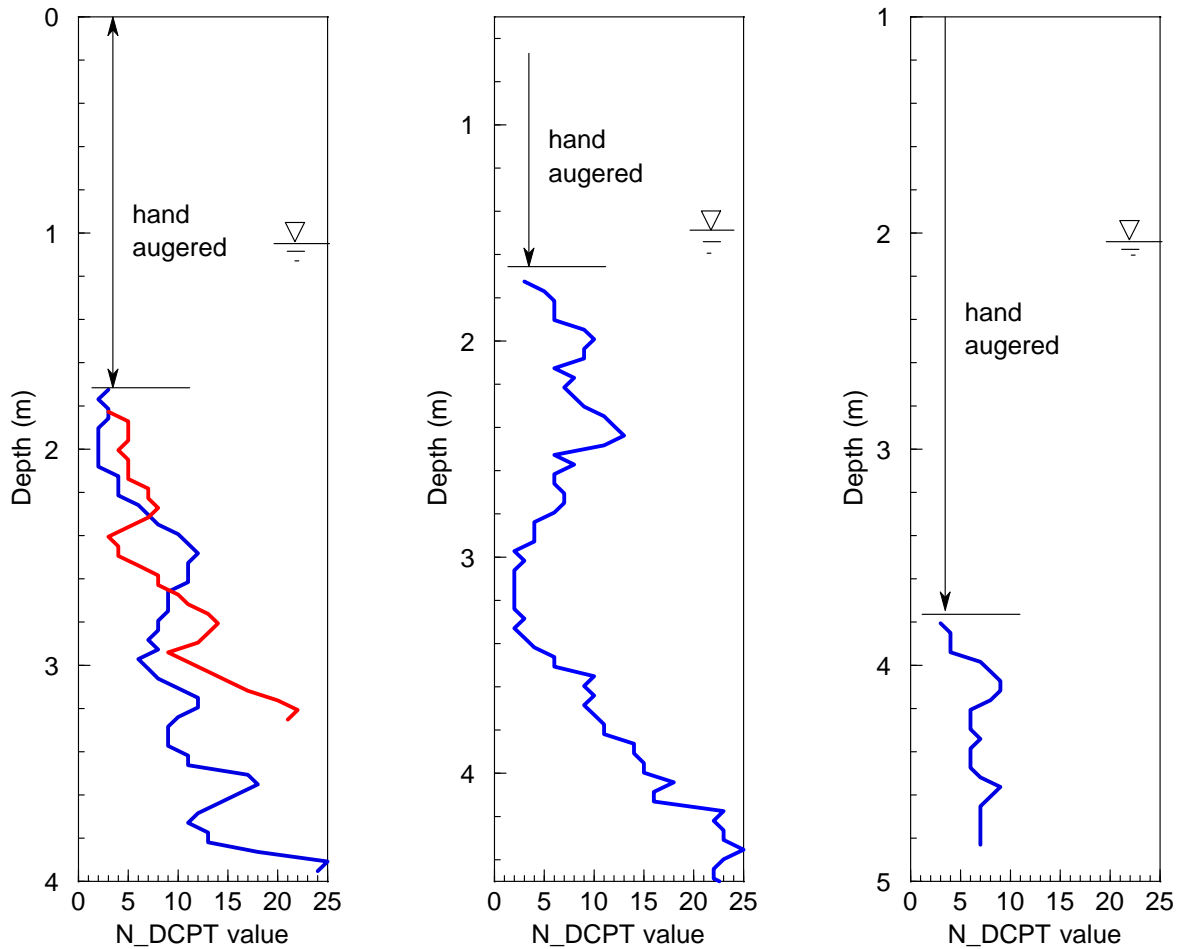 0
1
2
3
4
Depth (m)
hand
augered
0 5 10 15 20 25
N_DCPT value
1
2
3
4
Depth (m)
hand
augered
0 5 10 15 20 25
N_DCPT value
1
2
3
4
5
Depth (m)
hand
augered
0 5 10 15 20 25
N_DCPT value